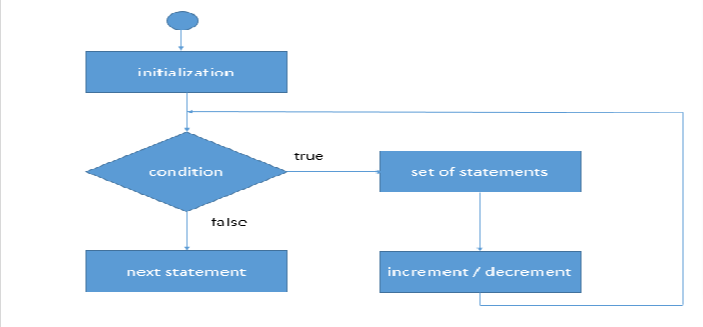 initialization
condition
true
set of statements
false
next statement
increment / decrement